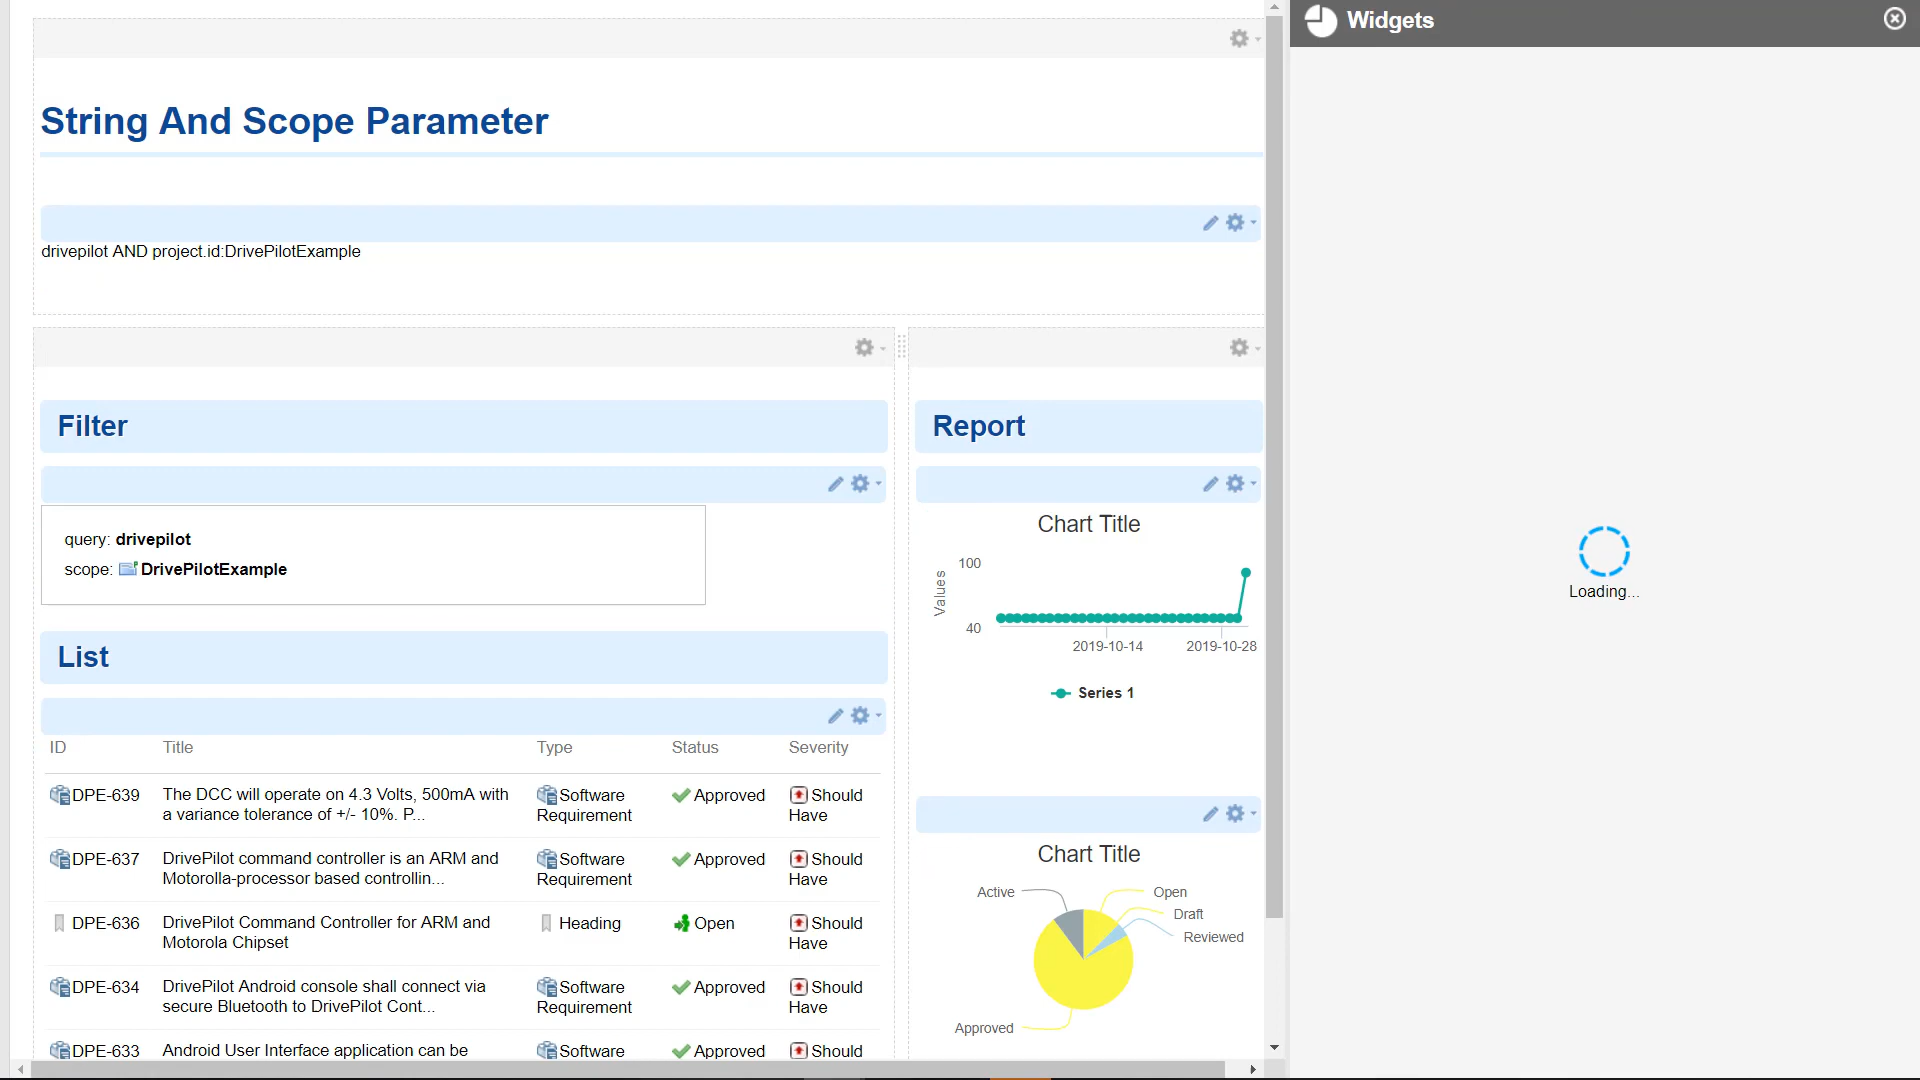 Widgets
String And Scope Parameter
drivepilot AND project.id:DrivePilotExample
Filter
query: drivepilot
scope: DrivePilotExample
List
ID Title Type Status Severity
DPE-639 The DCC will operate on 4.3 Volts, 500mA with Software Approved Should
a variance tolerance of +/- 10%. P... Requirement Have
DPE-637 DrivePilot command controller is an ARM and Software Approved Should
Motorolla-processor based controllin... Requirement Have
DPE-636 DrivePilot Command Controller for ARM and Heading Open Should
Motorola Chipset Have
DPE-634 DrivePilot Android console shall connect via Software Approved Should
secure Bluetooth to DrivePilot Cont... Requirement Have
DPE-633 Android User Interface application can be Software Approved Should
Report
Chart Title
100
Values
40
2019-10-14 2019-10-28
Series 1
Chart Title
Active Open
Draft
Reviewed
Approved
Loading...